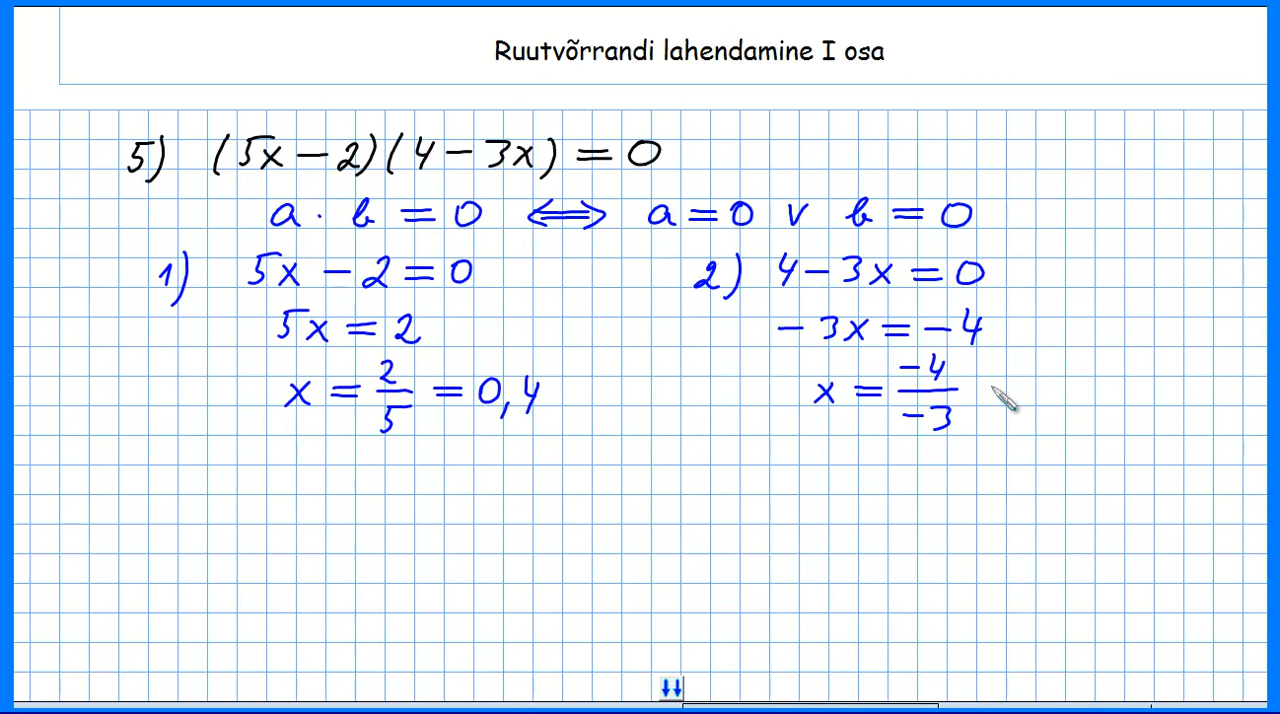 Ruutvõrrandi lahendamine I osa
5) (5x − 2)(4 − 3x) = 0
a · b = 0 ⟺ a = 0 ∨ b = 0
1) 5x − 2 = 0
5x = 2
x = 2/5 = 0,4
2) 4 − 3x = 0
−3x = −4
x = −4/−3